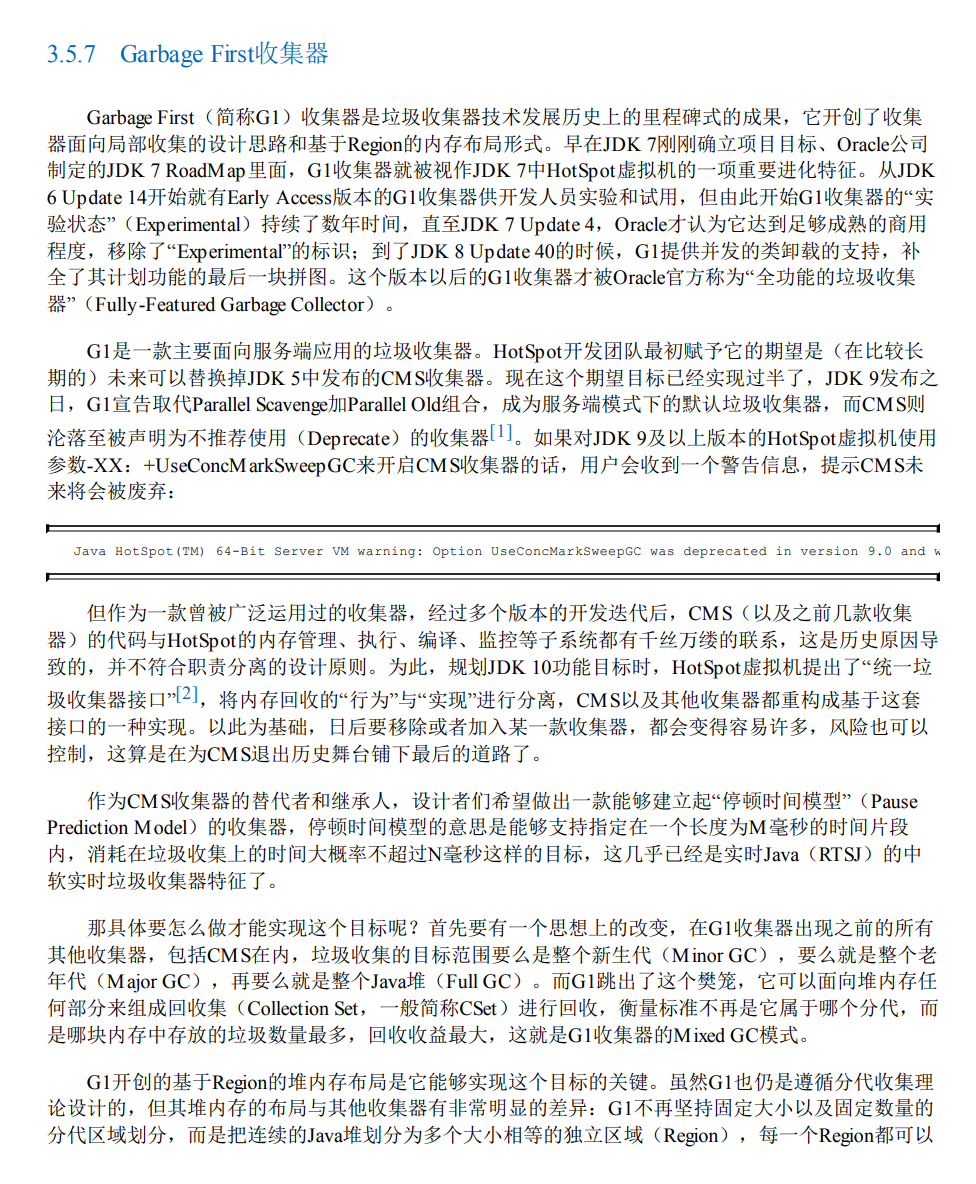 3.5.7 Garbage First收集器
Garbage First（简称G1）收集器是垃圾收集器技术发展历史上的里程碑式的成果，它开创了收集
器面向局部收集的设计思路和基于Region的内存布局形式。早在JDK 7刚刚确立项目目标、Oracle公司
制定的JDK 7 RoadMap里面，G1收集器就被视作JDK 7中HotSpot虚拟机的一项重要进化特征。从JDK
6 Update 14开始就有Early Access版本的G1收集器供开发人员实验和试用，但由此开始G1收集器的“实
验状态”（Experimental）持续了数年时间，直至JDK 7 Update 4，Oracle才认为它达到足够成熟的商用
程度，移除了“Experimental”的标识；到了JDK 8 Update 40的时候，G1提供并发的类卸载的支持，补
全了其计划功能的最后一块拼图。这个版本以后的G1收集器才被Oracle官方称为“全功能的垃圾收集
器”（Fully-Featured Garbage Collector）。
G1是一款主要面向服务端应用的垃圾收集器。HotSpot开发团队最初赋予它的期望是（在比较长
期的）未来可以替换掉JDK 5中发布的CMS收集器。现在这个期望目标已经实现过半了，JDK 9发布之
日，G1宣告取代Parallel Scavenge加Parallel Old组合，成为服务端模式下的默认垃圾收集器，而CMS则
沦落至被声明为不推荐使用（Deprecate）的收集器[1]。如果对JDK 9及以上版本的HotSpot虚拟机使用
参数-XX：+UseConcMarkSweepGC来开启CMS收集器的话，用户会收到一个警告信息，提示CMS未
来将会被废弃：
Java HotSpot(TM) 64-Bit Server VM warning: Option UseConcMarkSweepGC was deprecated in version 9.0 and w
但作为一款曾被广泛运用过的收集器，经过多个版本的开发迭代后，CMS（以及之前几款收集
器）的代码与HotSpot的内存管理、执行、编译、监控等子系统都有千丝万缕的联系，这是历史原因导
致的，并不符合职责分离的设计原则。为此，规划JDK 10功能目标时，HotSpot虚拟机提出了“统一垃
圾收集器接口”[2]，将内存回收的“行为”与“实现”进行分离，CMS以及其他收集器都重构成基于这套
接口的一种实现。以此为基础，日后要移除或者加入某一款收集器，都会变得容易许多，风险也可以
控制，这算是在为CMS退出历史舞台铺下最后的道路了。
作为CMS收集器的替代者和继承人，设计者们希望做出一款能够建立起“停顿时间模型”（Pause
Prediction Model）的收集器，停顿时间模型的意思是能够支持指定在一个长度为M毫秒的时间片段
内，消耗在垃圾收集上的时间大概率不超过N毫秒这样的目标，这几乎已经是实时Java（RTSJ）的中
软实时垃圾收集器特征了。
那具体要怎么做才能实现这个目标呢？首先要有一个思想上的改变，在G1收集器出现之前的所有
其他收集器，包括CMS在内，垃圾收集的目标范围要么是整个新生代（Minor GC），要么就是整个老
年代（Major GC），再要么就是整个Java堆（Full GC）。而G1跳出了这个樊笼，它可以面向堆内存任
何部分来组成回收集（Collection Set，一般简称CSet）进行回收，衡量标准不再是它属于哪个分代，而
是哪块内存中存放的垃圾数量最多，回收收益最大，这就是G1收集器的Mixed GC模式。
G1开创的基于Region的堆内存布局是它能够实现这个目标的关键。虽然G1也仍是遵循分代收集理
论设计的，但其堆内存的布局与其他收集器有非常明显的差异：G1不再坚持固定大小以及固定数量的
分代区域划分，而是把连续的Java堆划分为多个大小相等的独立区域（Region），每一个Region都可以